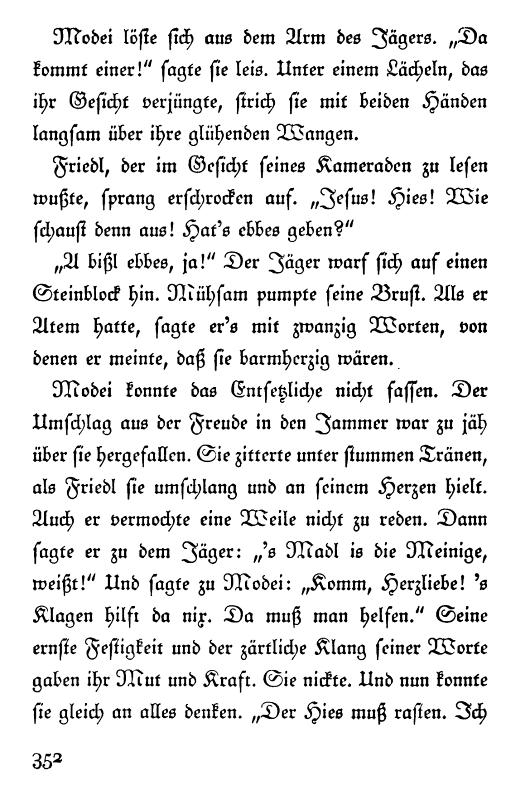 Modei löste sich aus dem Arm des Jägers. „Da
kommt einer!“ sagte sie leis. Unter einem Lächeln, das
ihr Gesicht verjüngte, strich sie mit beiden Händen
langsam über ihre glühenden Wangen.
Friedl, der im Gesicht seines Kameraden zu lesen
wußte, sprang erschrocken auf. „Jesus! Hies! Wie
schaust denn aus! Hat's ebbes geben?“
„A bißl ebbes, ja!“ Der Jäger warf sich auf einen
Steinblock hin. Mühsam pumpte seine Brust. Als er
Atem hatte, sagte er's mit zwanzig Worten, von
denen er meinte, daß sie barmherzig wären.
Modei konnte das Entsetzliche nicht fassen. Der
Umschlag aus der Freude in den Jammer war zu jäh
über sie hergefallen. Sie zitterte unter stummen Tränen,
als Friedl sie umschlang und an seinem Herzen hielt.
Auch er vermochte eine Weile nicht zu reden. Dann
sagte er zu dem Jäger: „'s Madl is die Meinige,
weißt!“ Und sagte zu Modei: „Komm, Herzliebe! 's
Klagen hilft da nix. Da muß man helfen.“ Seine
ernste Festigkeit und der zärtliche Klang seiner Worte
gaben ihr Mut und Kraft. Sie nickte. Und nun konnte
sie gleich an alles denken. „Der Hies muß rasten. Ich
352